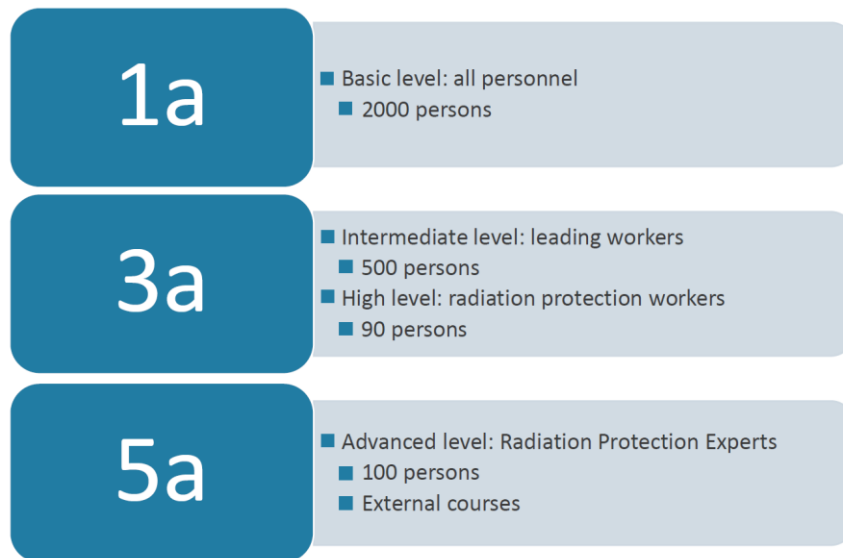 1a
Basic level: all personnel
2000 persons
3a
Intermediate level: leading workers
500 persons
High level: radiation protection workers
90 persons
5a
Advanced level: Radiation Protection Experts
100 persons
External courses